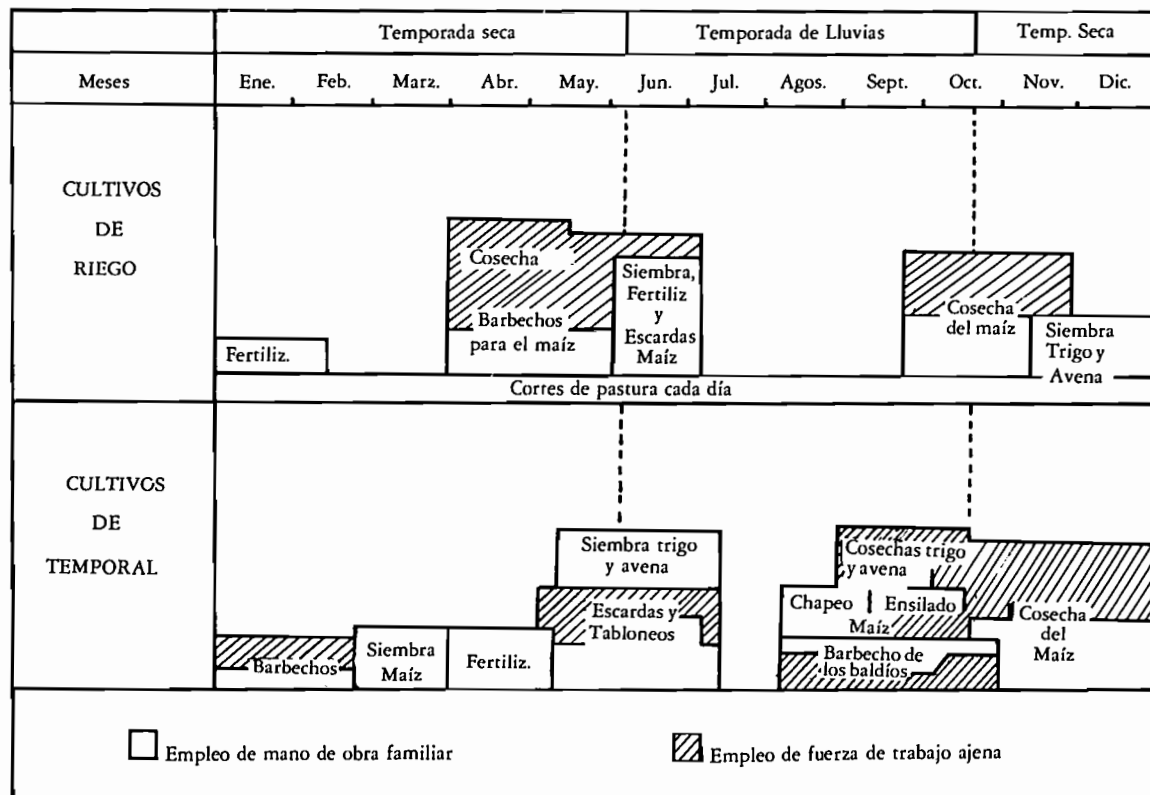 Temporada seca Temporada de Lluvias Temp. Seca
Meses Ene. Feb. Marz. Abr. May. Jun. Jul. Agos. Sept. Oct. Nov. Dic.
CULTIVOS
DE
RIEGO
Fertiliz.
Cosecha
Barbechos
para el maíz
Siembra,
Fertiliz
y
Escardas
Maíz
Cosecha
del maíz
Siembra
Trigo y
Avena
Corres de pastura cada día
CULTIVOS
DE
TEMPORAL
Barbechos
Siembra
Maíz
Fertiliz.
Siembra trigo
y avena
Escardas y
Tabloneos
Cosechas trigo
y avena
Chapeo Ensilado
Maíz
Barbecho de
los baldíos
Cosecha
del
Maíz
Empleo de mano de obra familiar
Empleo de fuerza de trabajo ajena